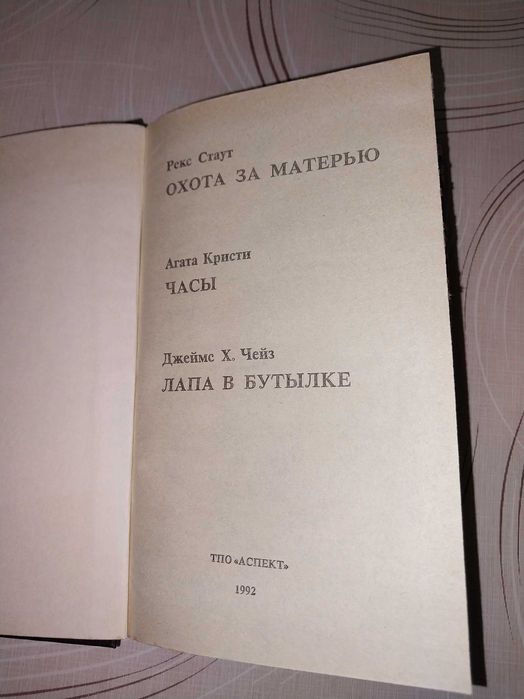 Рекс Стаут
ОХОТА ЗА МАТЕРЬЮ
Агата Кристи
ЧАСЫ
Джеймс Х. Чейз
ЛАПА В БУТЫЛКЕ
ТПО «АСПЕКТ»
1992